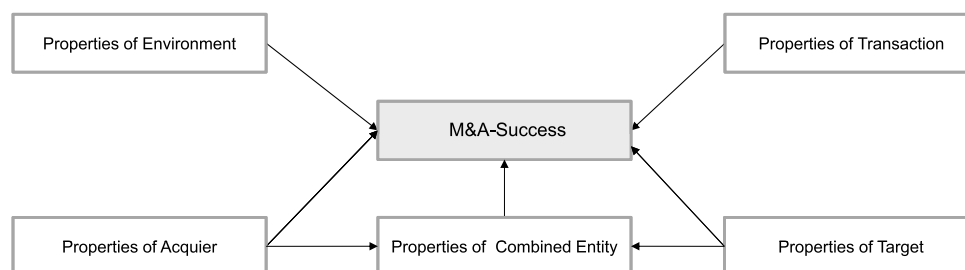 Properties of Environment
Properties of Transaction
M&A-Success
Properties of Acquier
Properties of Combined Entity
Properties of Target